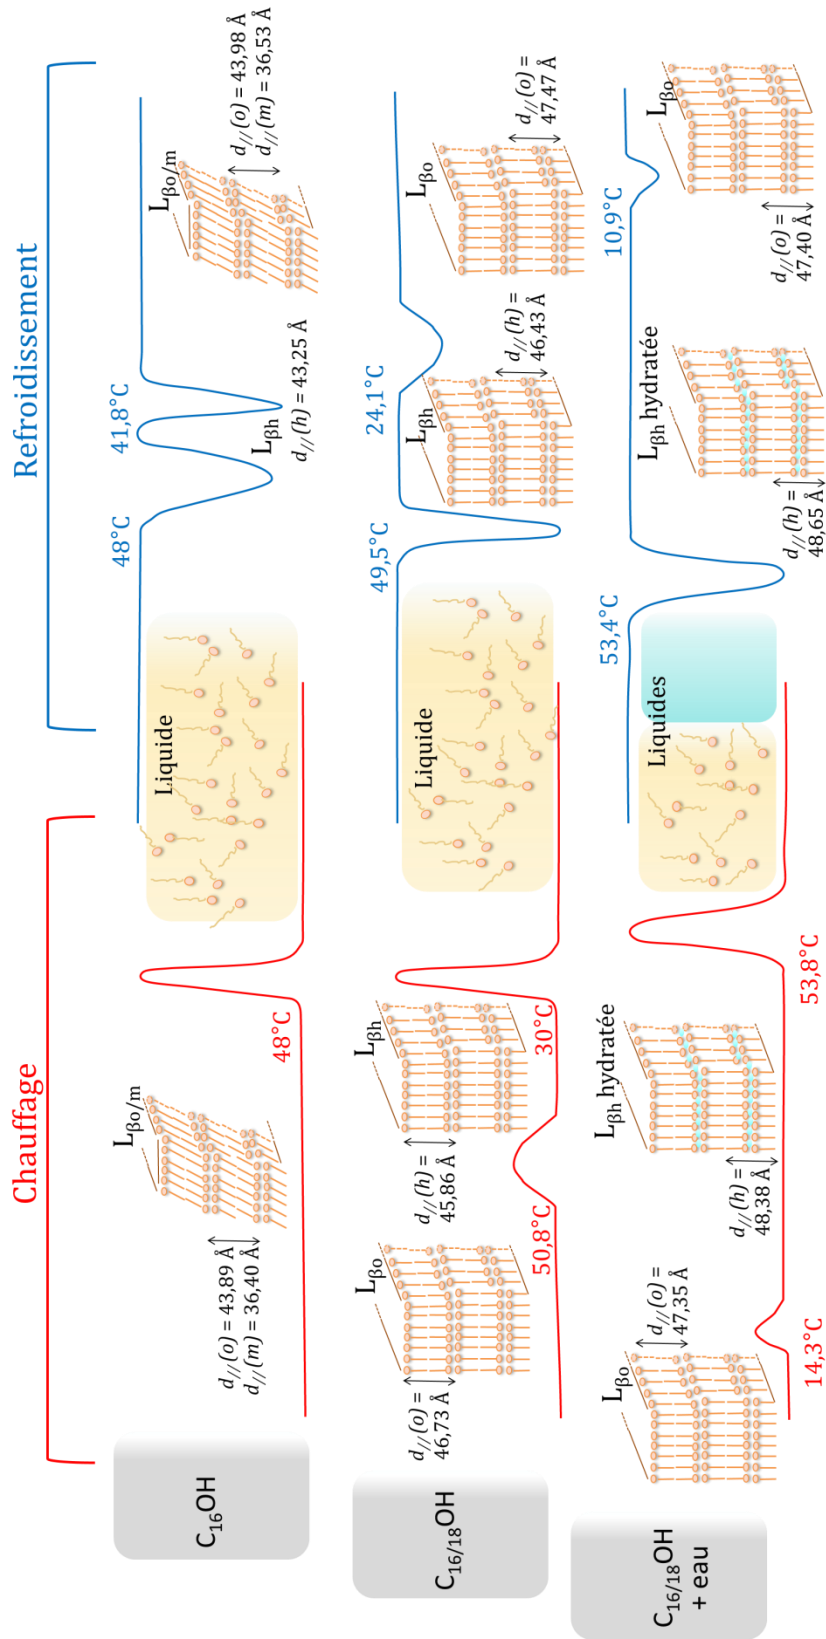 Chauffage
Refroidissement
C16OH
Lβo/m
d//(o) = 43,89 Å
d//(m) = 36,40 Å
48°C
Liquide
48°C
41,8°C
Lβh
d//(h) = 43,25 Å
Lβo/m
d//(o) = 43,98 Å
d//(m) = 36,53 Å
C16/18OH
d//(o) =
46,73 Å
Lβo
50,8°C
d//(h) =
45,86 Å
Lβh
30°C
Liquide
49,5°C
Lβh
d//(h) =
46,43 Å
24,1°C
Lβo
d//(o) =
47,47 Å
C16/18OH
+ eau
Lβo
d//(o) =
47,35 Å
14,3°C
d//(h) =
48,38 Å
Lβh hydratée
53,8°C
Liquides
53,4°C
d//(h) =
48,65 Å
Lβh hydratée
10,9°C
d//(o) =
47,40 Å
Lβo